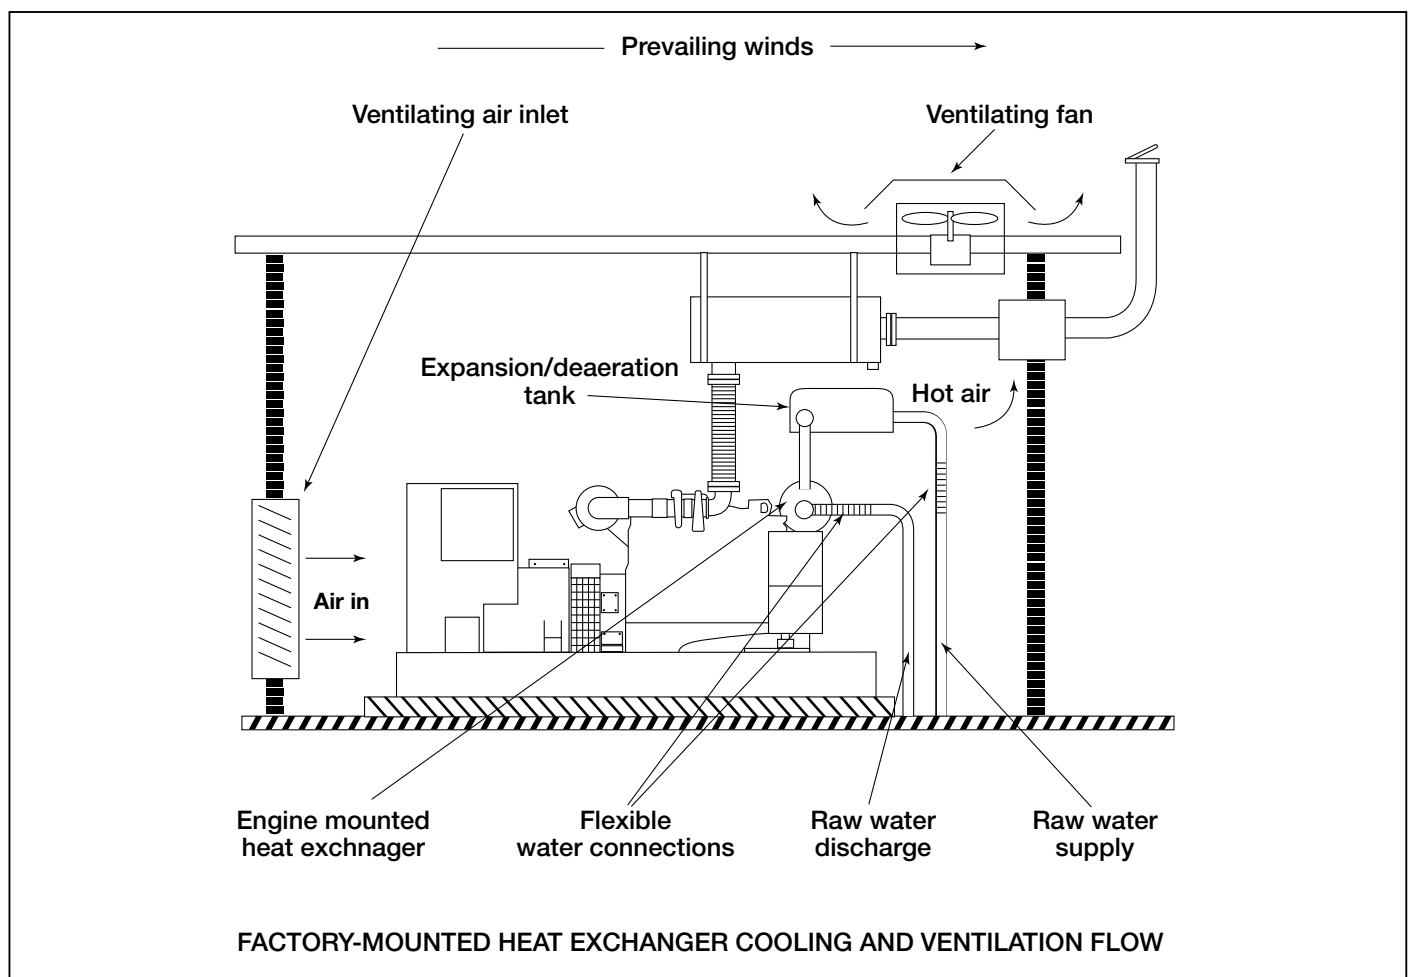 Prevailing winds
Ventilating air inlet
Ventilating fan
Expansion/deaeration
tank
Hot air
Air in
Engine mounted
heat exchnager
Flexible
water connections
Raw water
discharge
Raw water
supply
FACTORY-MOUNTED HEAT EXCHANGER COOLING AND VENTILATION FLOW